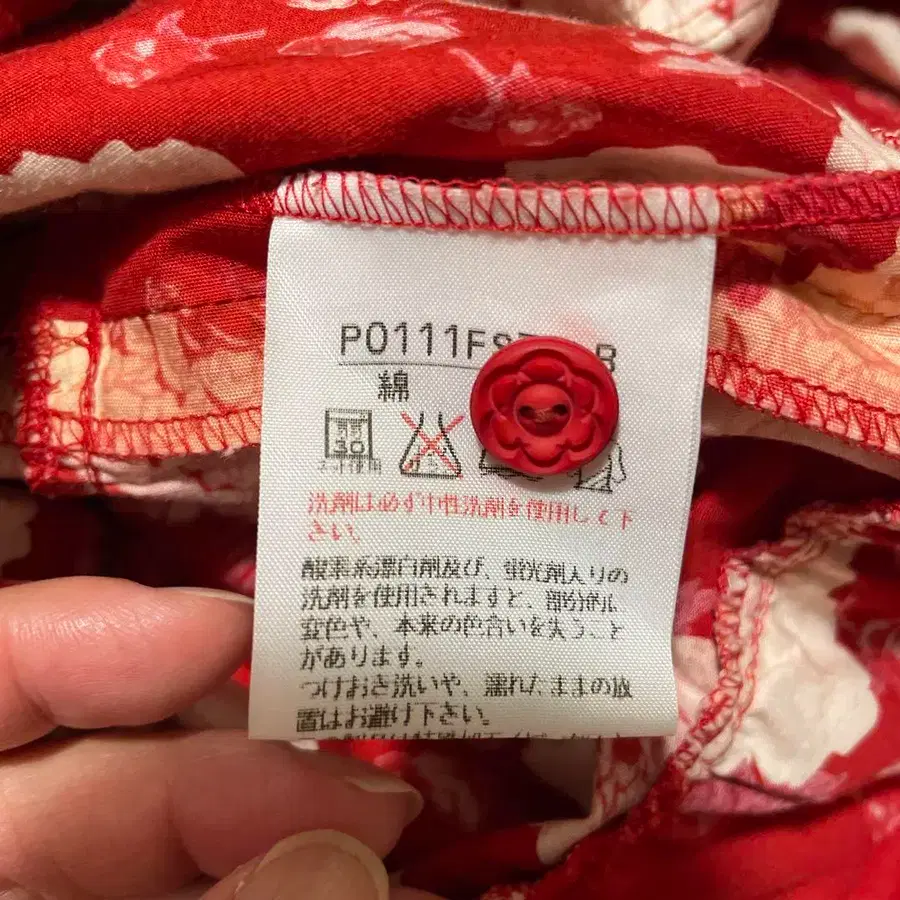 P0111FS B
綿
30
ネット使用
洗剤は必ず中性洗剤を使用して下
さい。
酸素系漂白剤及び、蛍光剤入りの
洗剤を使用されますと、部分的に
変色や、本来の色合いを失うこと
があります。
つけおき洗いや、濡れたままの放
置はお避け下さい。